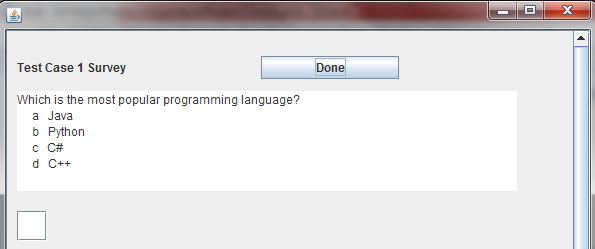 Test Case 1 Survey
Done
Which is the most popular programming language?
a Java
b Python
c C#
d C++